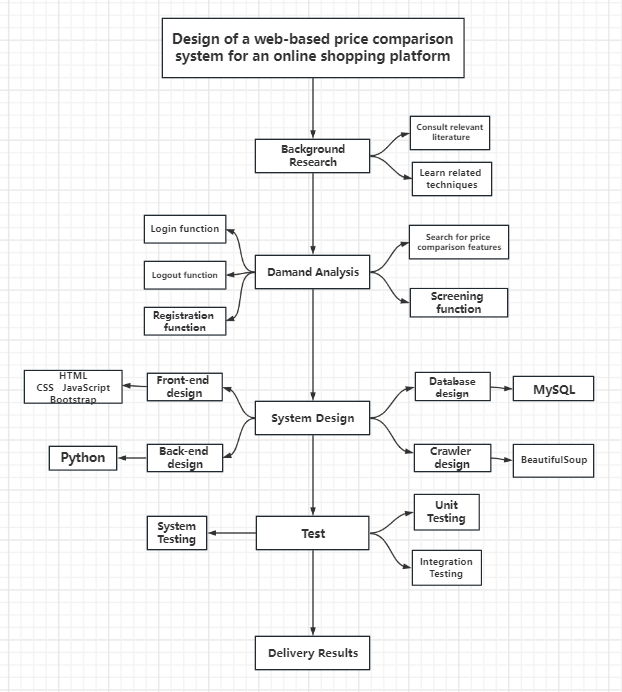 Design of a web-based price comparison
system for an online shopping platform
Background
Research
Consult relevant
literature
Learn related
techniques
Login function
Logout function
Registration
function
Damand Analysis
Search for price
comparison features
Screening
function
HTML
CSS JavaScript
Bootstrap
Front-end
design
Python
Back-end
design
System Design
Database
design
MySQL
Crawler
design
BeautifulSoup
System
Testing
Test
Unit
Testing
Integration
Testing
Delivery Results